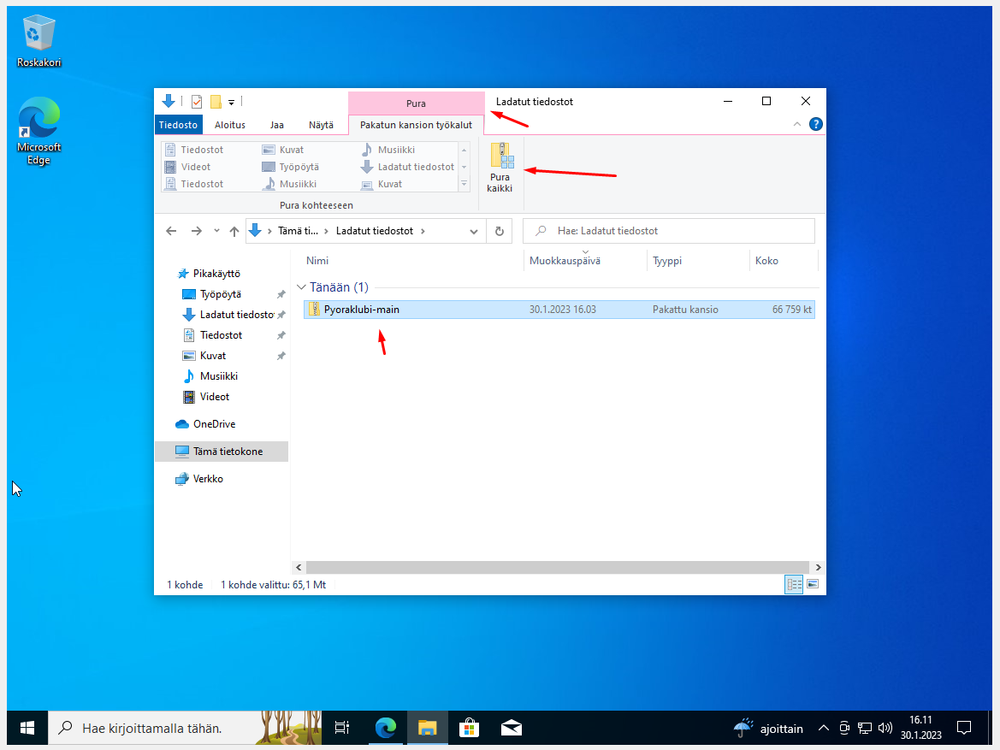 Roskakori
Microsoft
Edge
Pura
Ladatut tiedostot
Tiedosto
Aloitus
Jaa
Näytä
Pakatun kansion työkalut
Tiedostot
Kuvat
Musiikki
Videot
Työpöytä
Ladatut tiedostot
Tiedostot
Musiikki
Kuvat
Pura
kaikki
Pura kohteeseen
Tämä ti...
Ladatut tiedostot
Hae: Ladatut tiedostot
Nimi
Muokkauspäivä
Tyyppi
Koko
Tänään (1)
Pyoraklubi-main
30.1.2023 16.03
Pakattu kansio
66 759 kt
Pikakäyttö
Työpöytä
Ladatut tiedosto
Tiedostot
Kuvat
Musiikki
Videot
OneDrive
Tämä tietokone
Verkko
1 kohde
1 kohde valittu: 65,1 Mt
Hae kirjoittamalla tähän.
ajoittain
16.11
30.1.2023